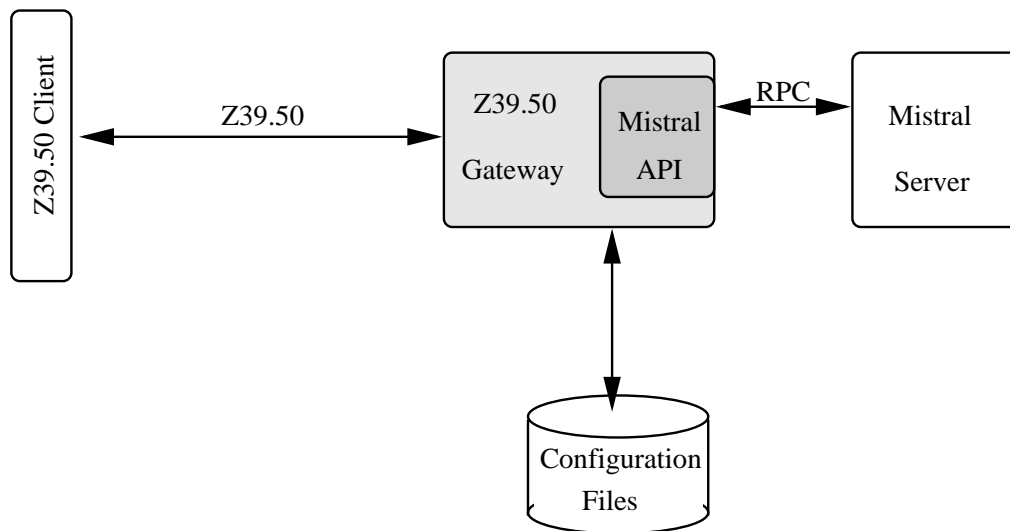 Z39.50 Client
Z39.50
Z39.50
Gateway
Mistral
API
RPC
Mistral
Server
Configuration
Files